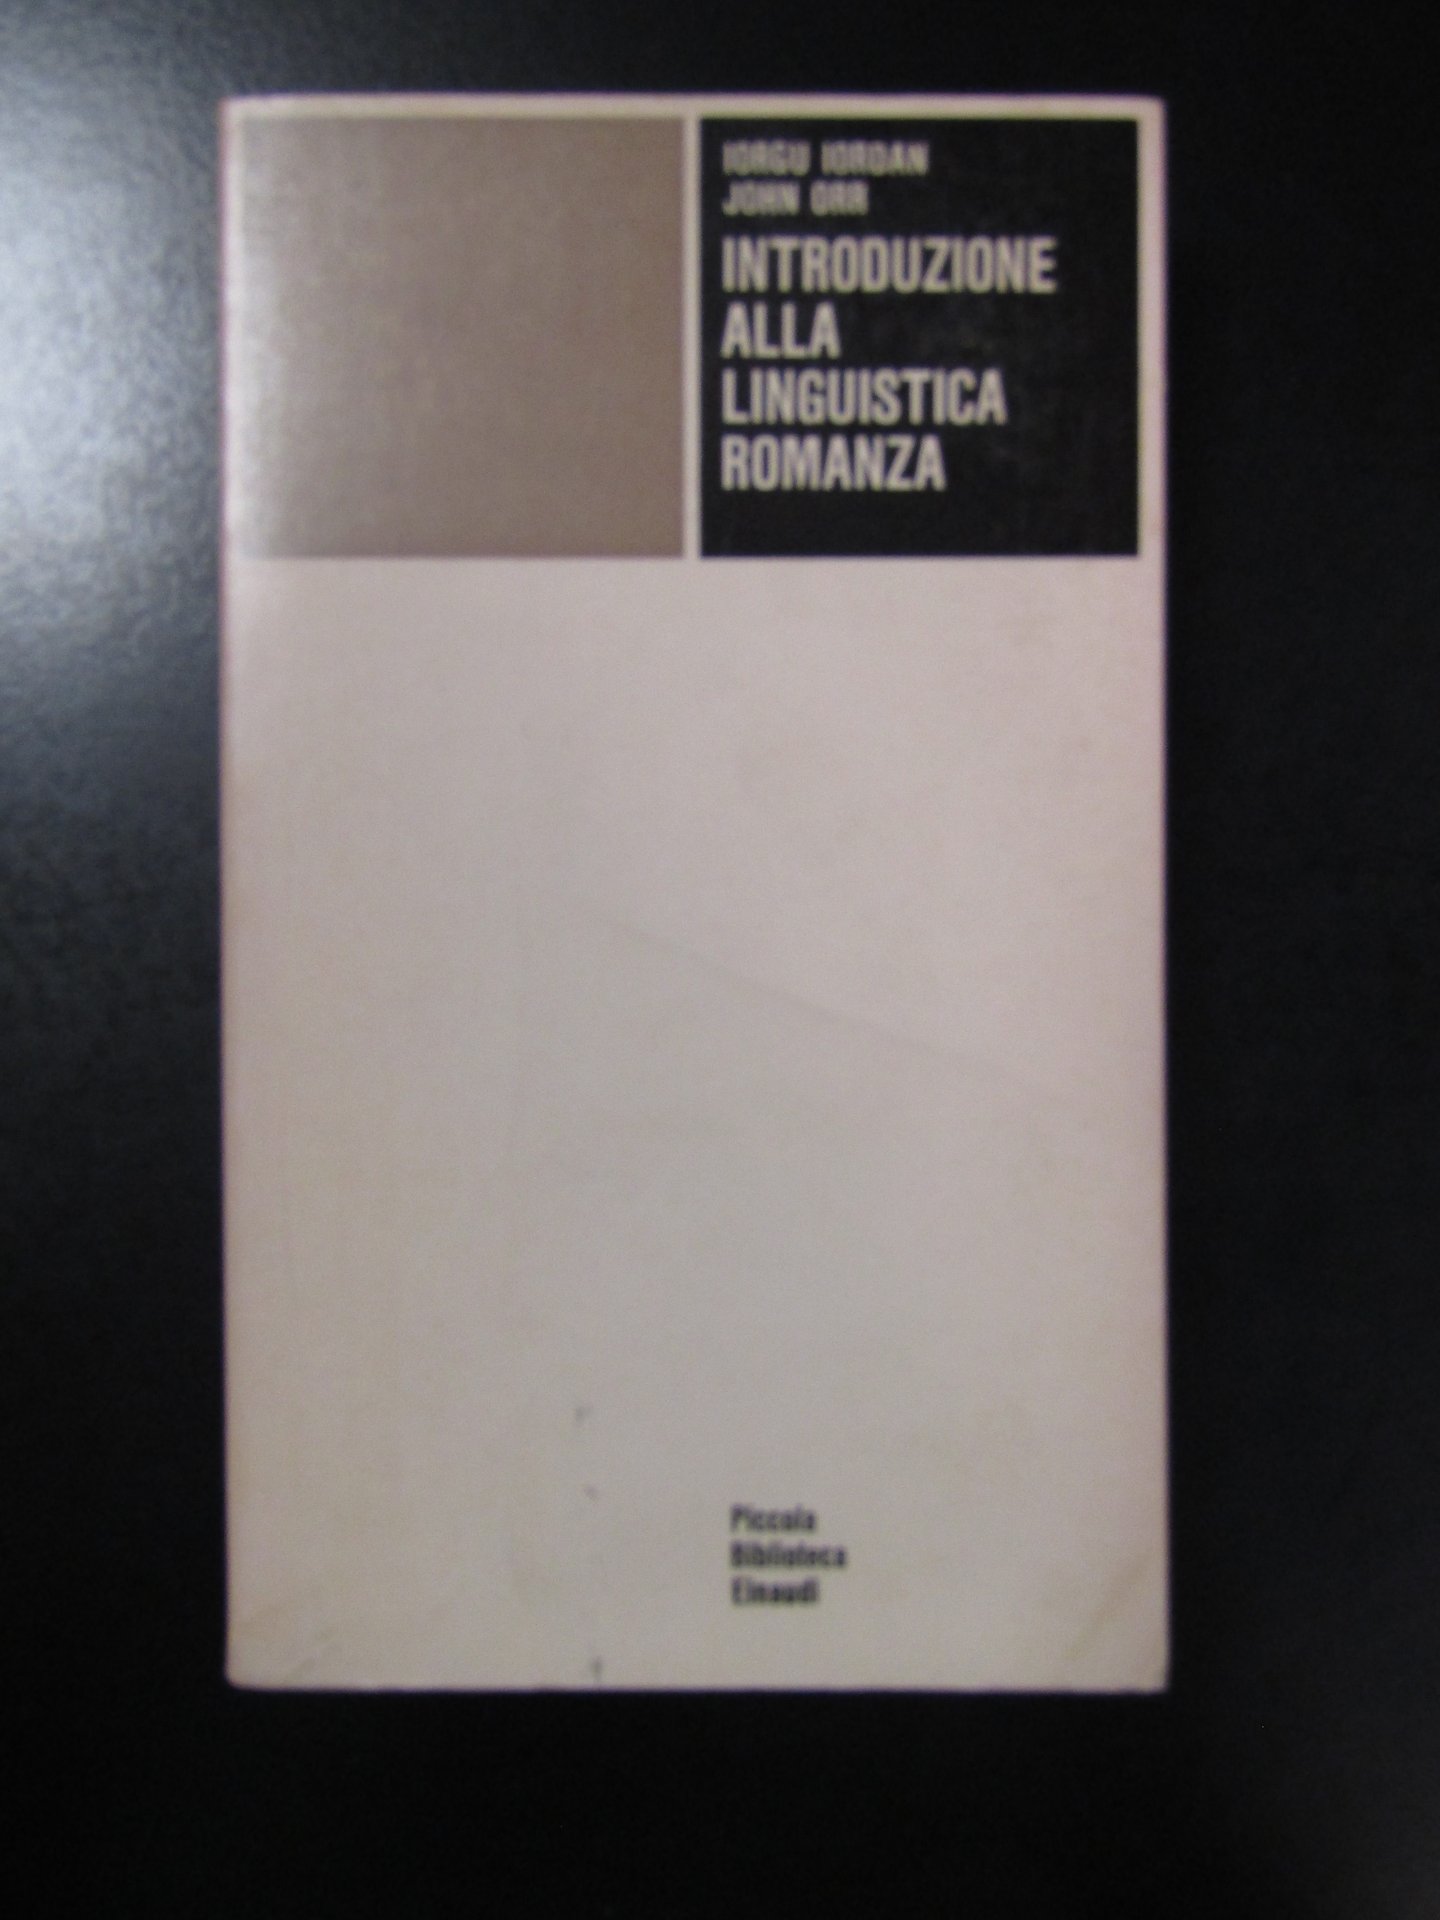 IORGU IORDAN
JOHN ORR
INTRODUZIONE
ALLA
LINGUISTICA
ROMANZA
Piccola
Biblioteca
Einaudi